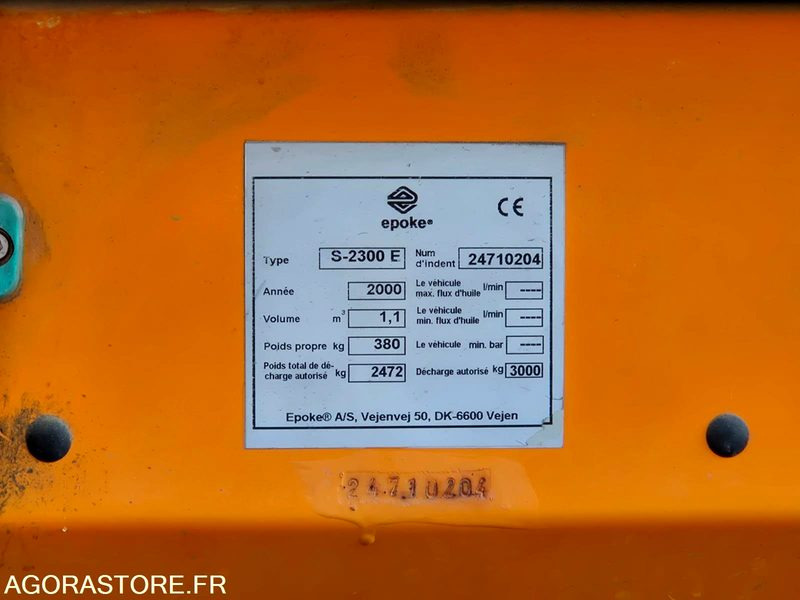 epoke®
CE
Type S-2300 E Num d'indent 24710204
Année 2000 Le véhicule max. flux d'huile l/min ----
Volume m³ 1,1 Le véhicule min. flux d'huile l/min ----
Poids propre kg 380 Le véhicule min. bar ----
Poids total de dé-
charge autorisé kg 2472 Décharge autorisé kg 3000
Epoke® A/S, Vejenvej 50, DK-6600 Vejen
24710204
AGORASTORE.FR